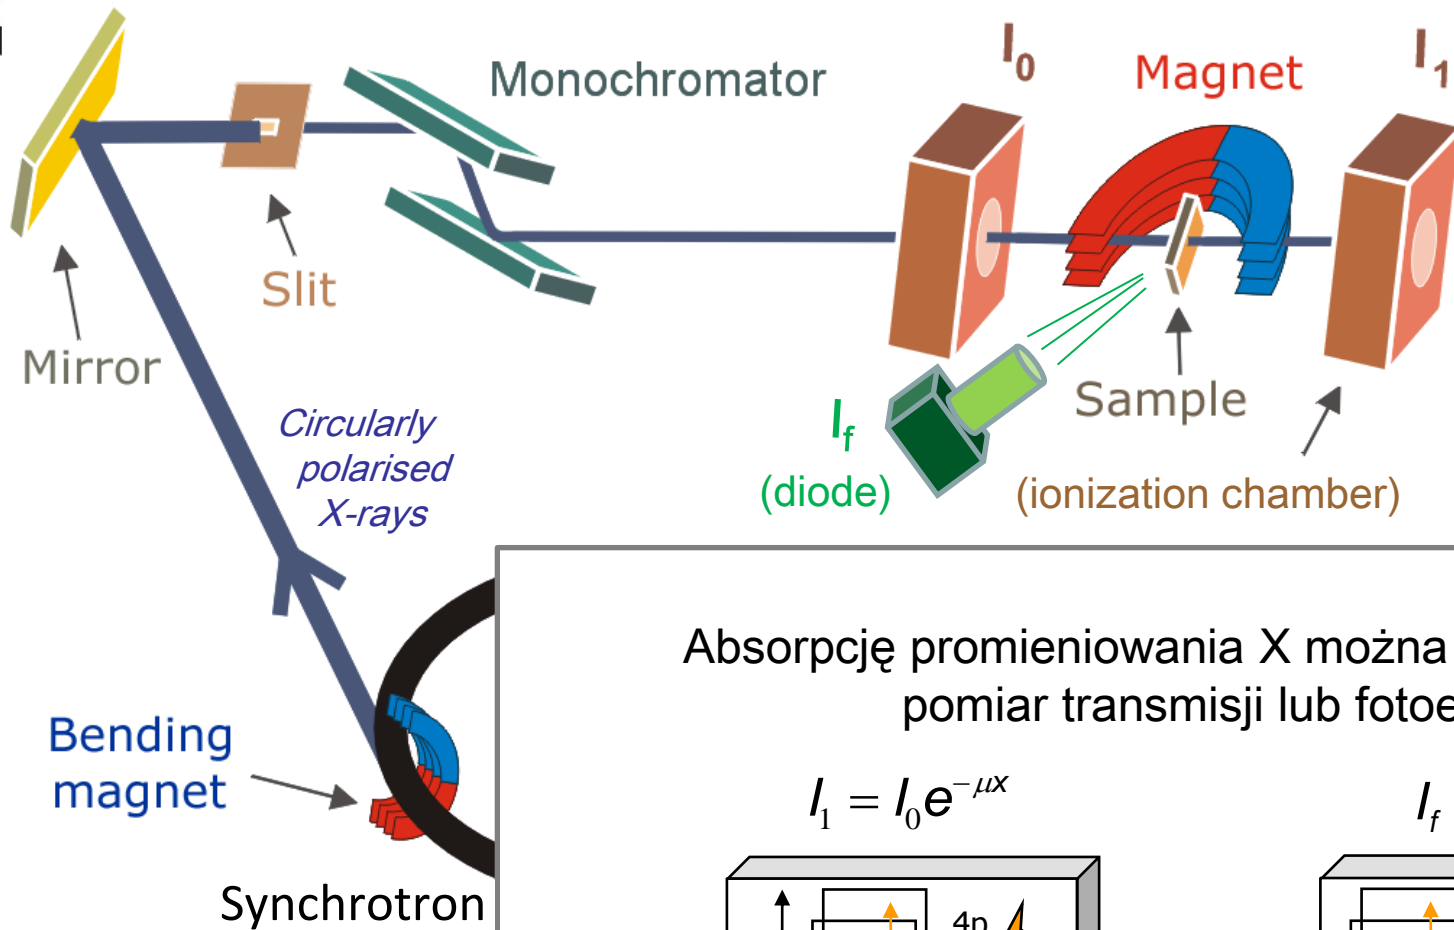 Monochromator
I0
Magnet
I1
Slit
Mirror
Sample
Circularly
polarised
X-rays
If
(diode)
(ionization chamber)
Absorpcję promieniowania X można
pomiar transmisji lub fotoe
Bending
magnet
I₁ = I₀e^{−μx}
If
Synchrotron
4p